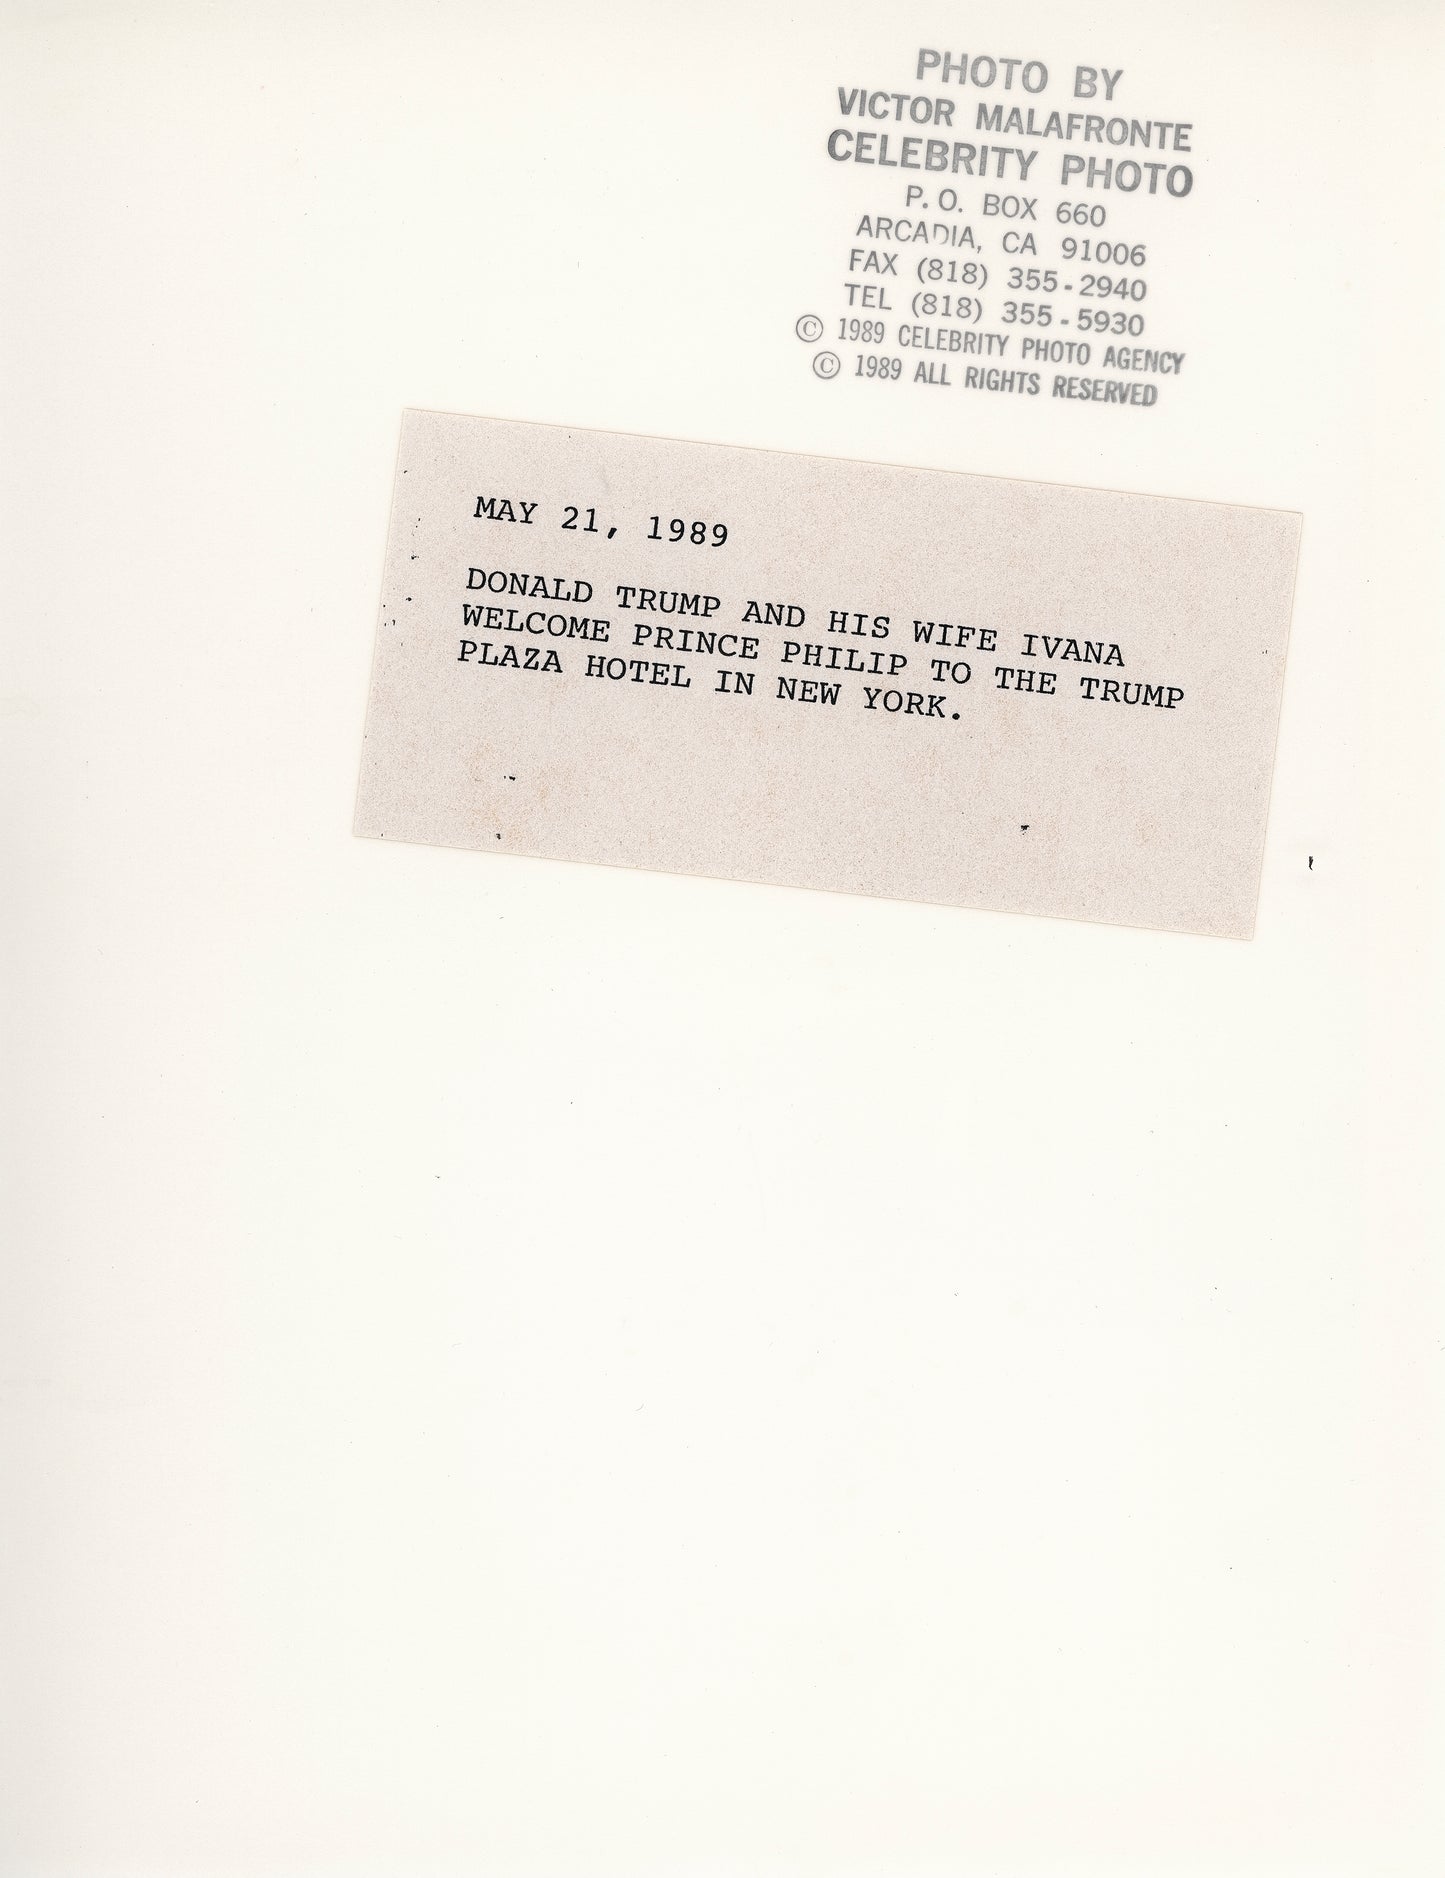 PHOTO BY
VICTOR MALAFRONTE
CELEBRITY PHOTO
P.O. BOX 660
ARCADIA, CA 91006
FAX (818) 355-2940
TEL (818) 355-5930
© 1989 CELEBRITY PHOTO AGENCY
© 1989 ALL RIGHTS RESERVED
MAY 21, 1989
DONALD TRUMP AND HIS WIFE IVANA
WELCOME PRINCE PHILIP TO THE TRUMP
PLAZA HOTEL IN NEW YORK.